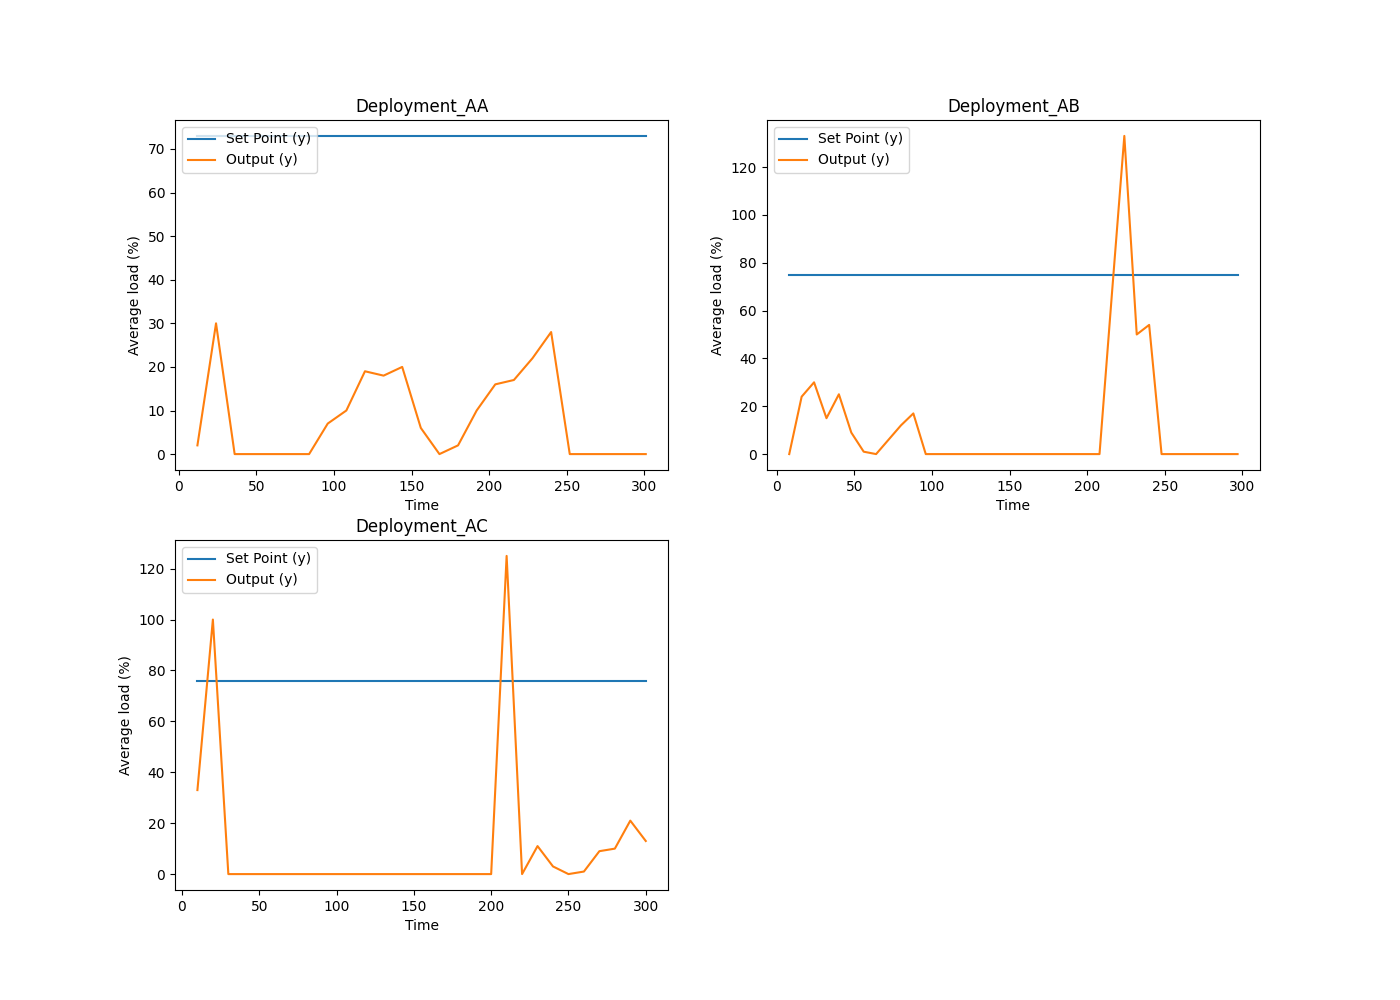 Deployment_AA
Set Point (y)
Output (y)
70
60
50
40
30
20
10
0
Average load (%)
0 50 100 150 200 250 300
Time
Deployment_AB
Set Point (y)
Output (y)
120
100
80
60
40
20
0
Average load (%)
0 50 100 150 200 250 300
Time
Deployment_AC
Set Point (y)
Output (y)
120
100
80
60
40
20
0
Average load (%)
0 50 100 150 200 250 300
Time